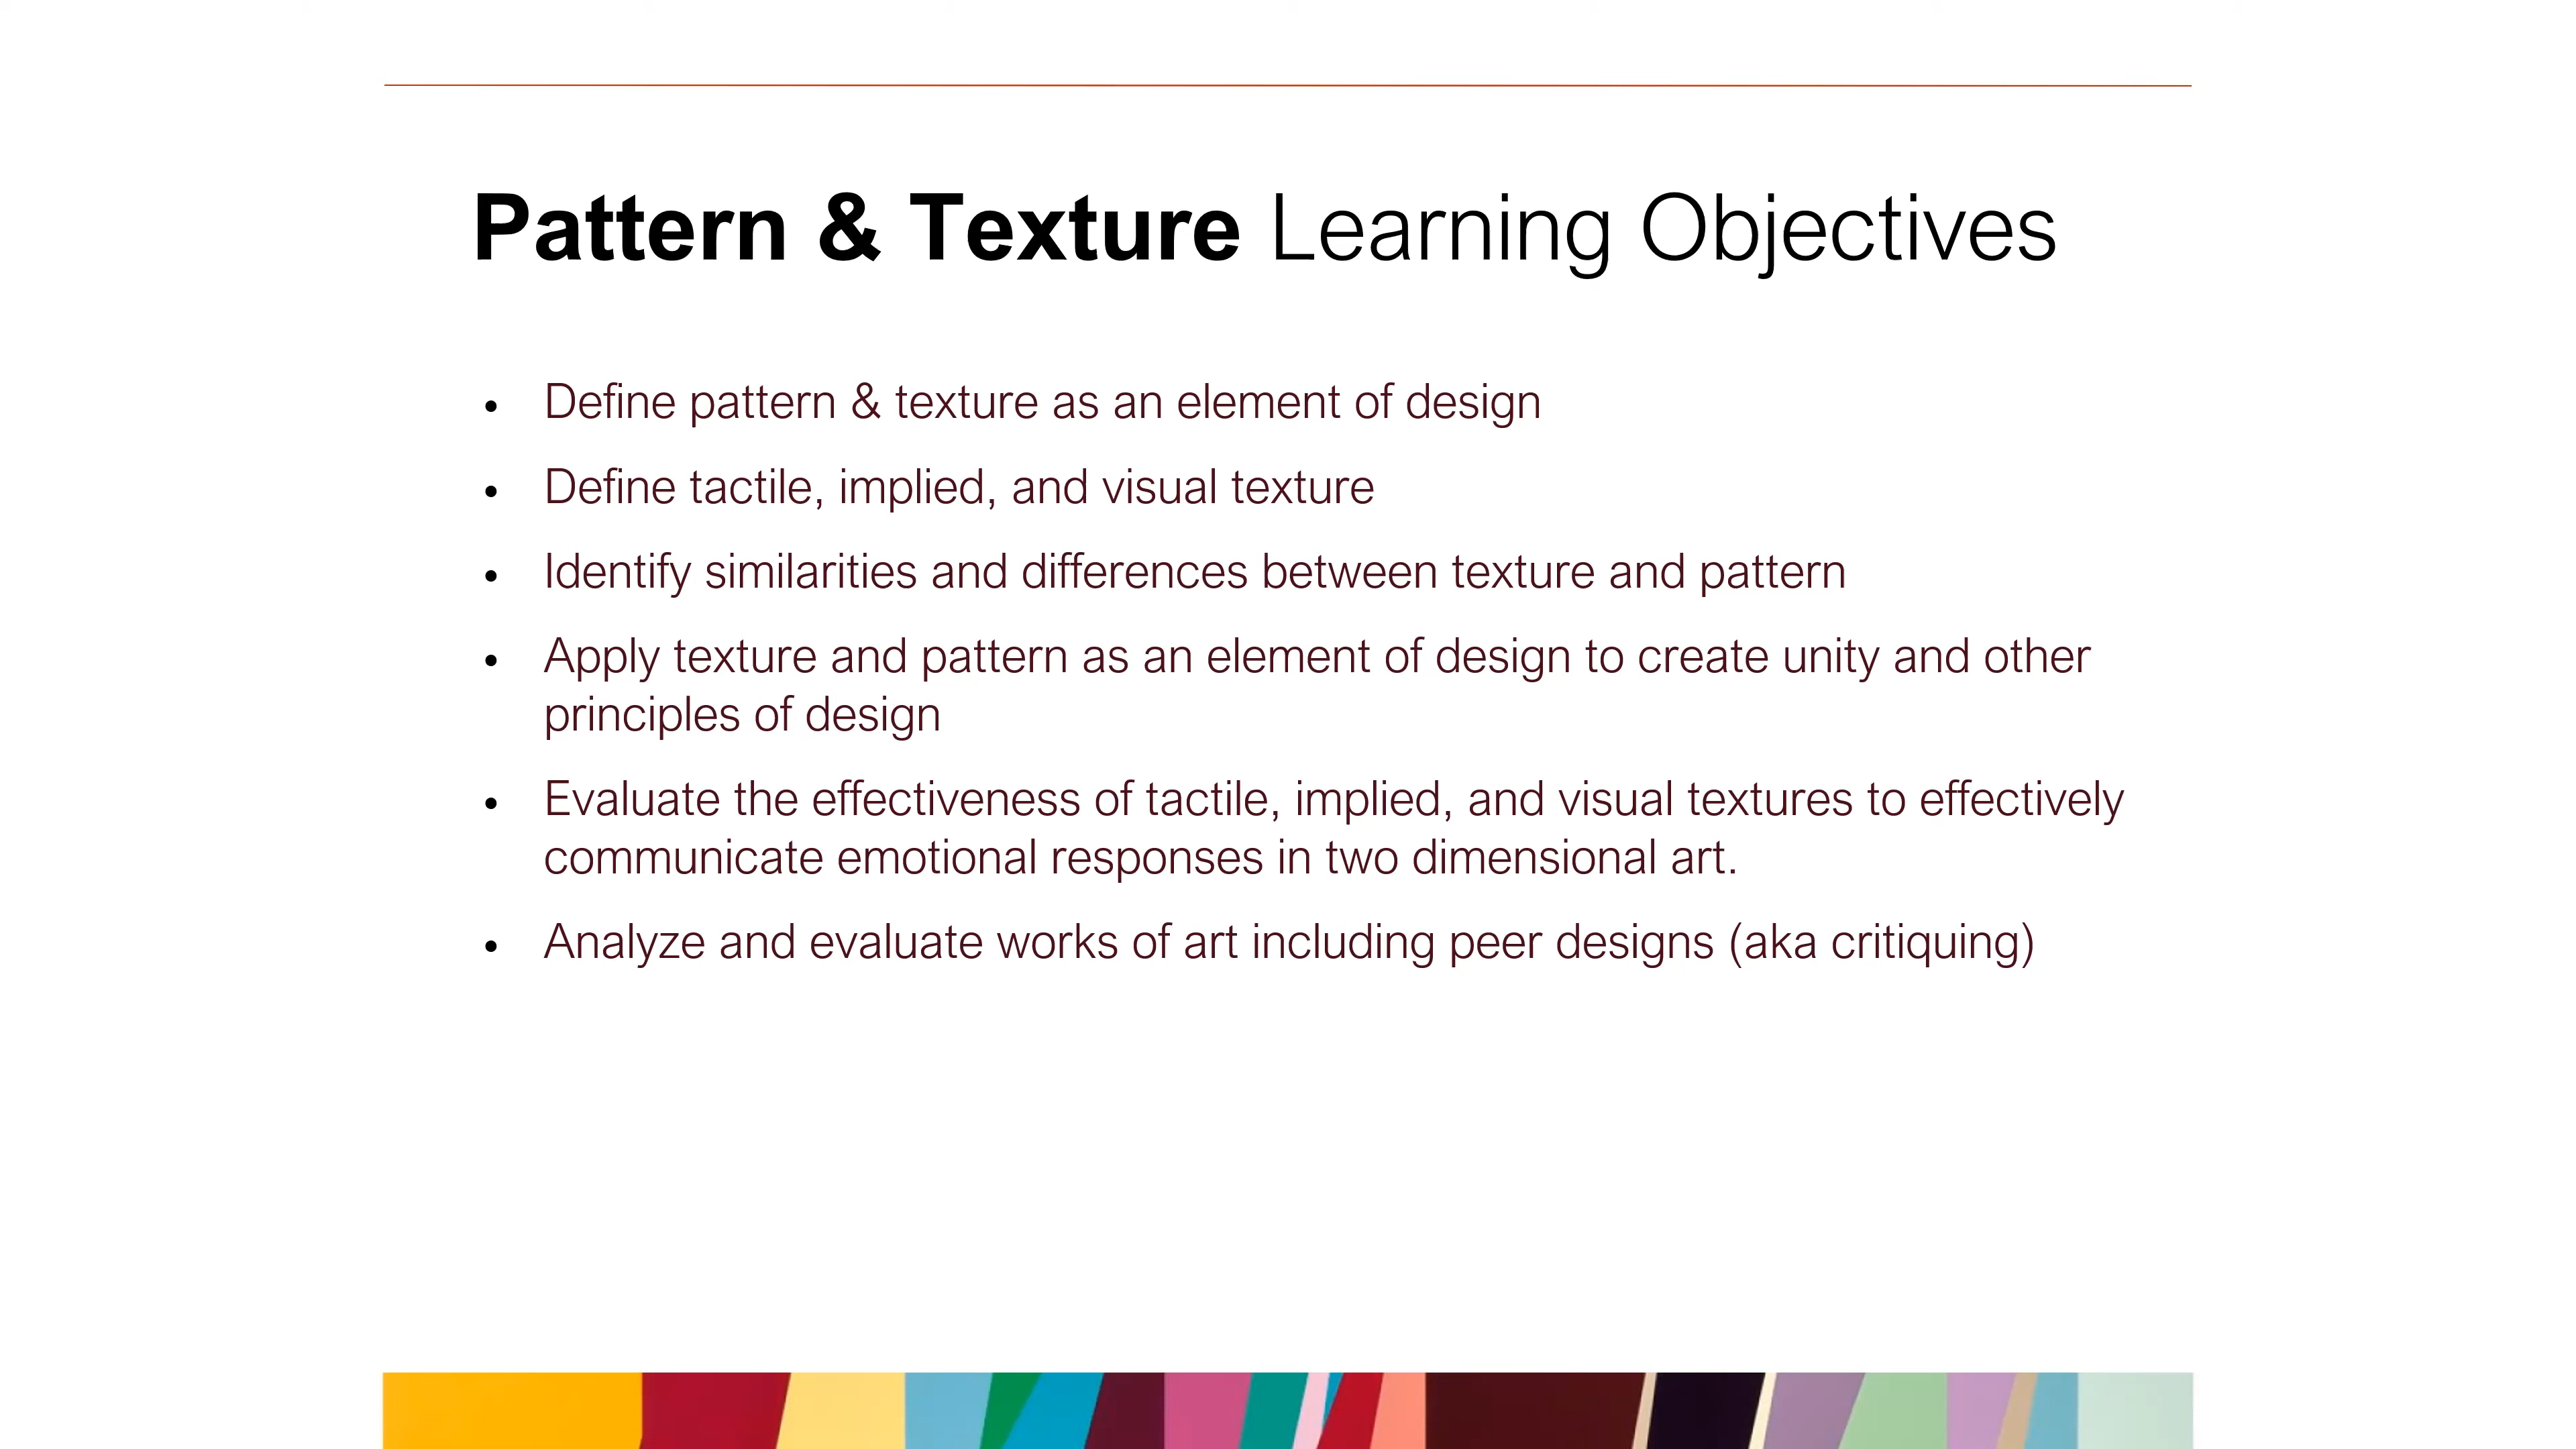 Pattern & Texture Learning Objectives
• Define pattern & texture as an element of design
• Define tactile, implied, and visual texture
• Identify similarities and differences between texture and pattern
• Apply texture and pattern as an element of design to create unity and other
principles of design
• Evaluate the effectiveness of tactile, implied, and visual textures to effectively
communicate emotional responses in two dimensional art.
• Analyze and evaluate works of art including peer designs (aka critiquing)